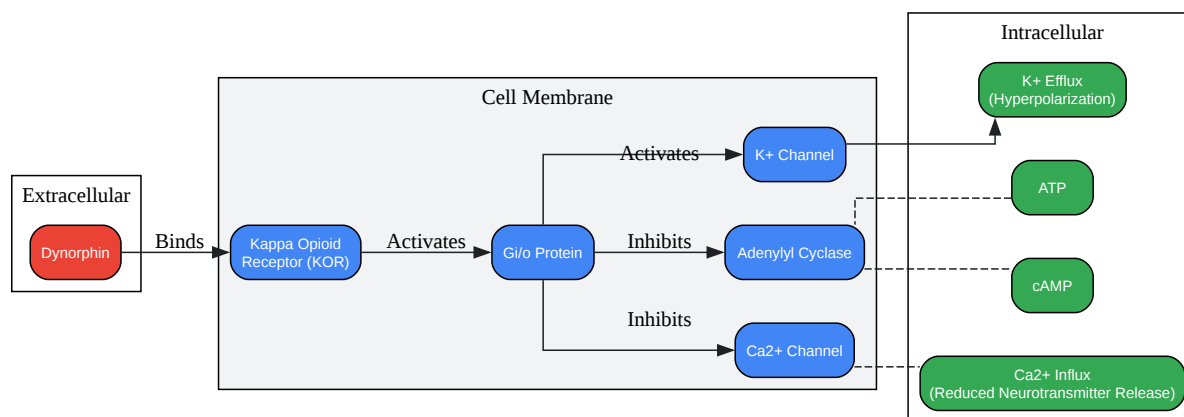 Extracellular
Dynorphin
Binds
Cell Membrane
Kappa Opioid
Receptor (KOR)
Activates
Gi/o Protein
Activates
K+ Channel
Inhibits
Adenylyl Cyclase
Inhibits
Ca2+ Channel
Intracellular
K+ Efflux
(Hyperpolarization)
ATP
cAMP
Ca2+ Influx
(Reduced Neurotransmitter Release)